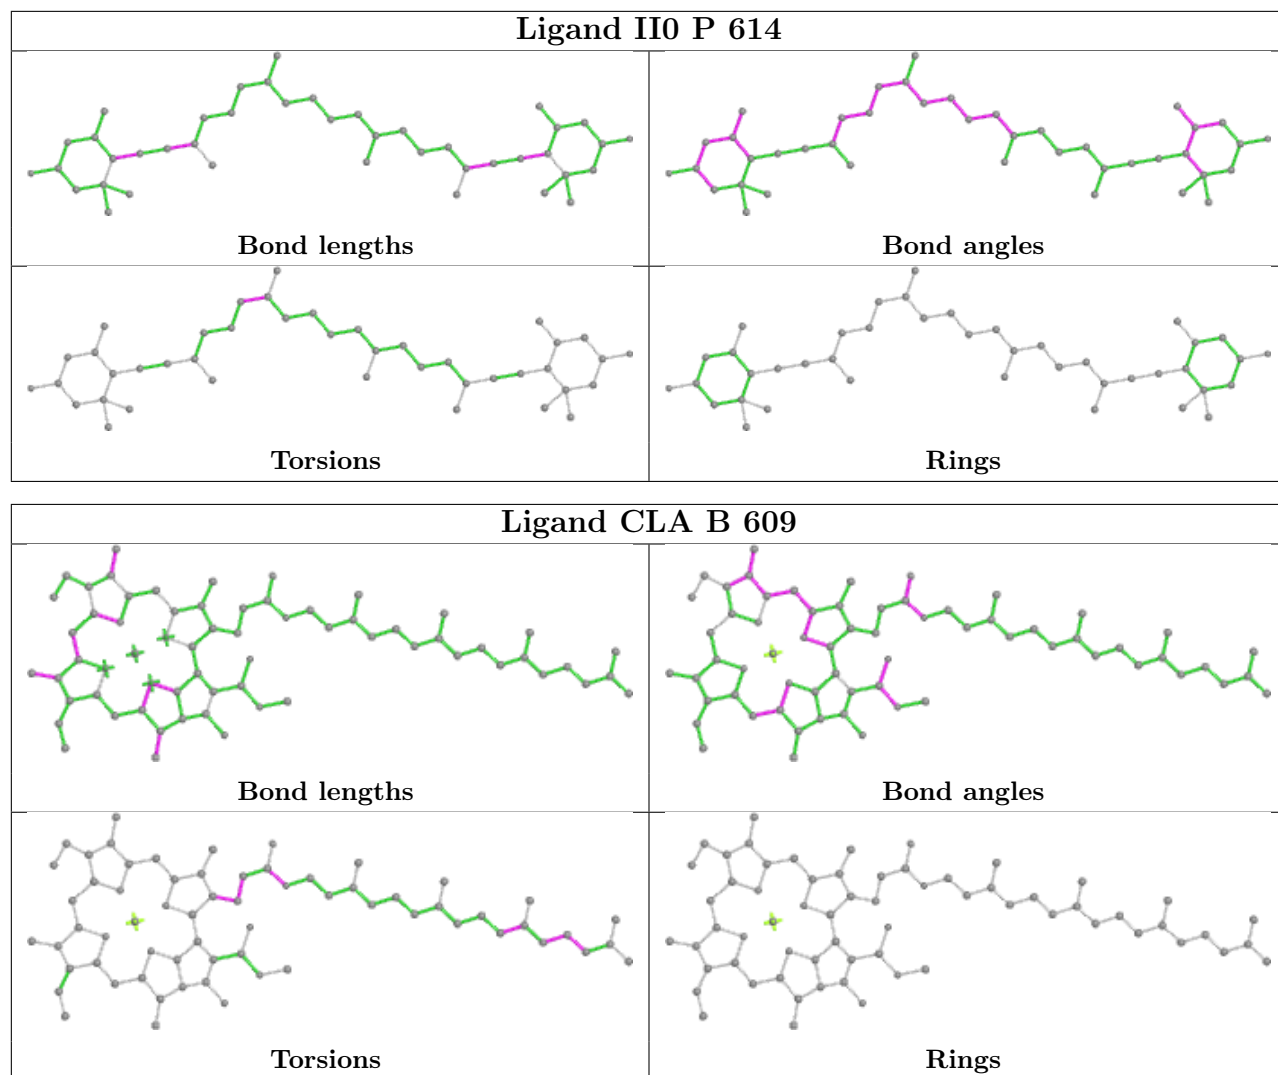 Ligand II0 P 614
Bond lengths
Bond angles
Torsions
Rings
Ligand CLA B 609
Bond lengths
Bond angles
Torsions
Rings